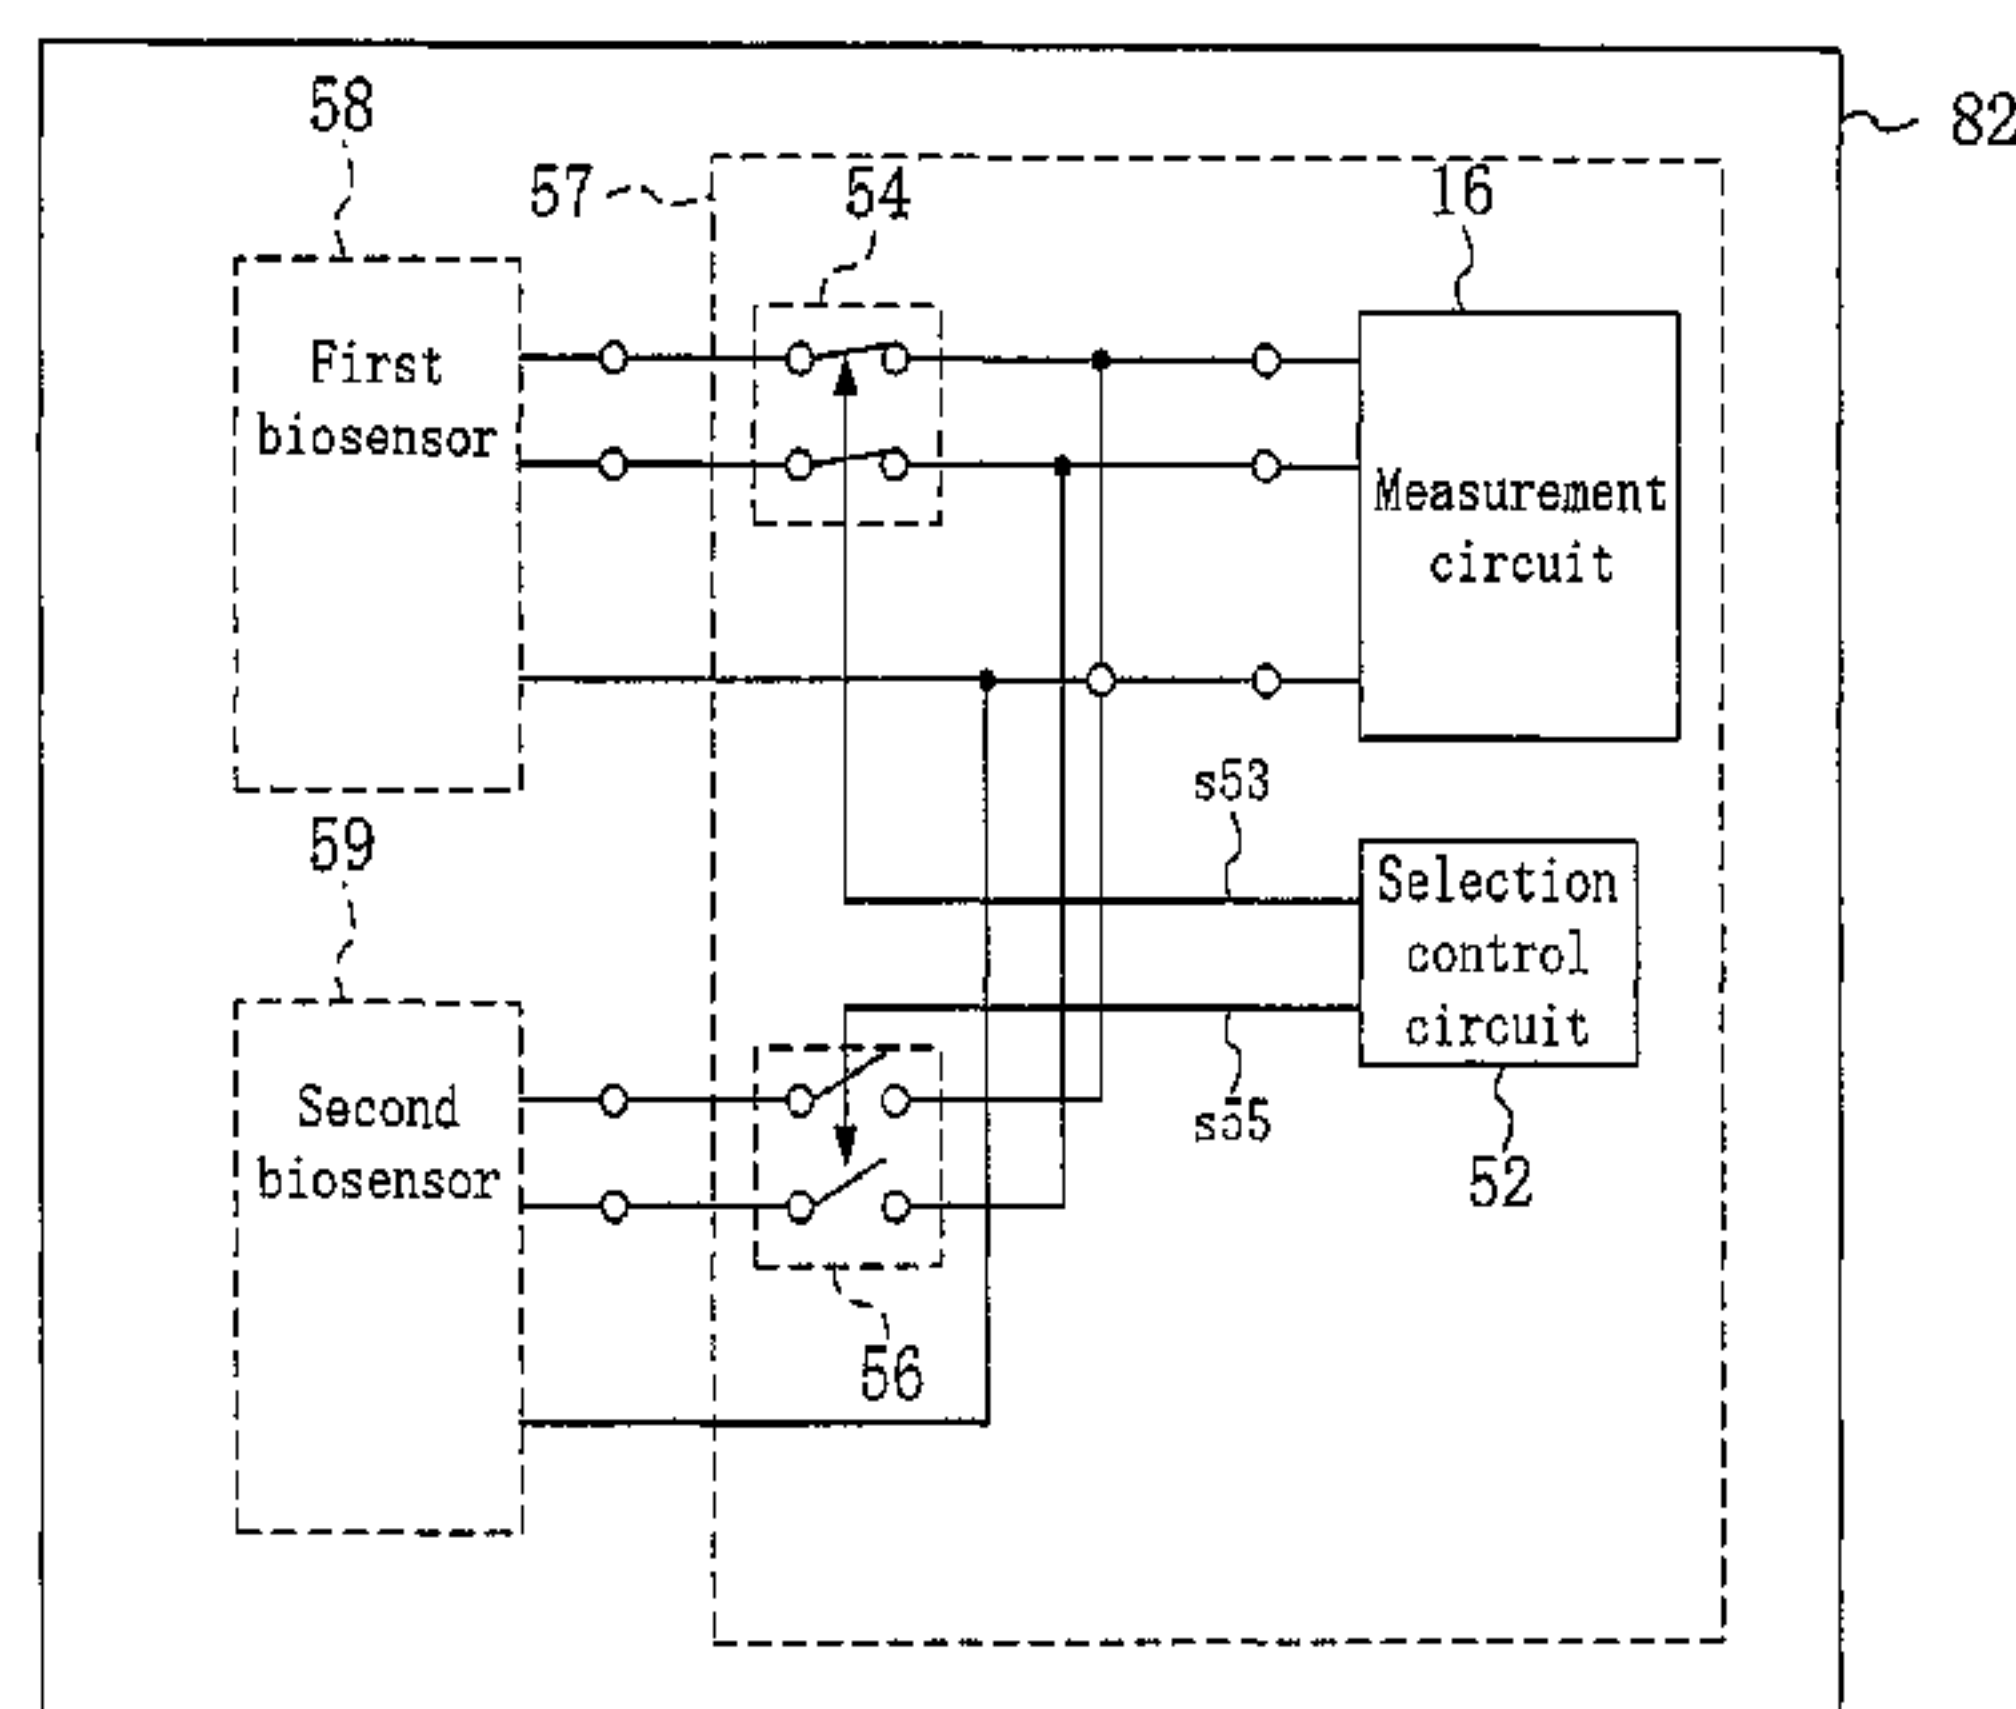 82
58
57
54
16
First
biosensor
Measurement
circuit
s53
59
Selection
control
circuit
Second
biosensor
s55
52
56